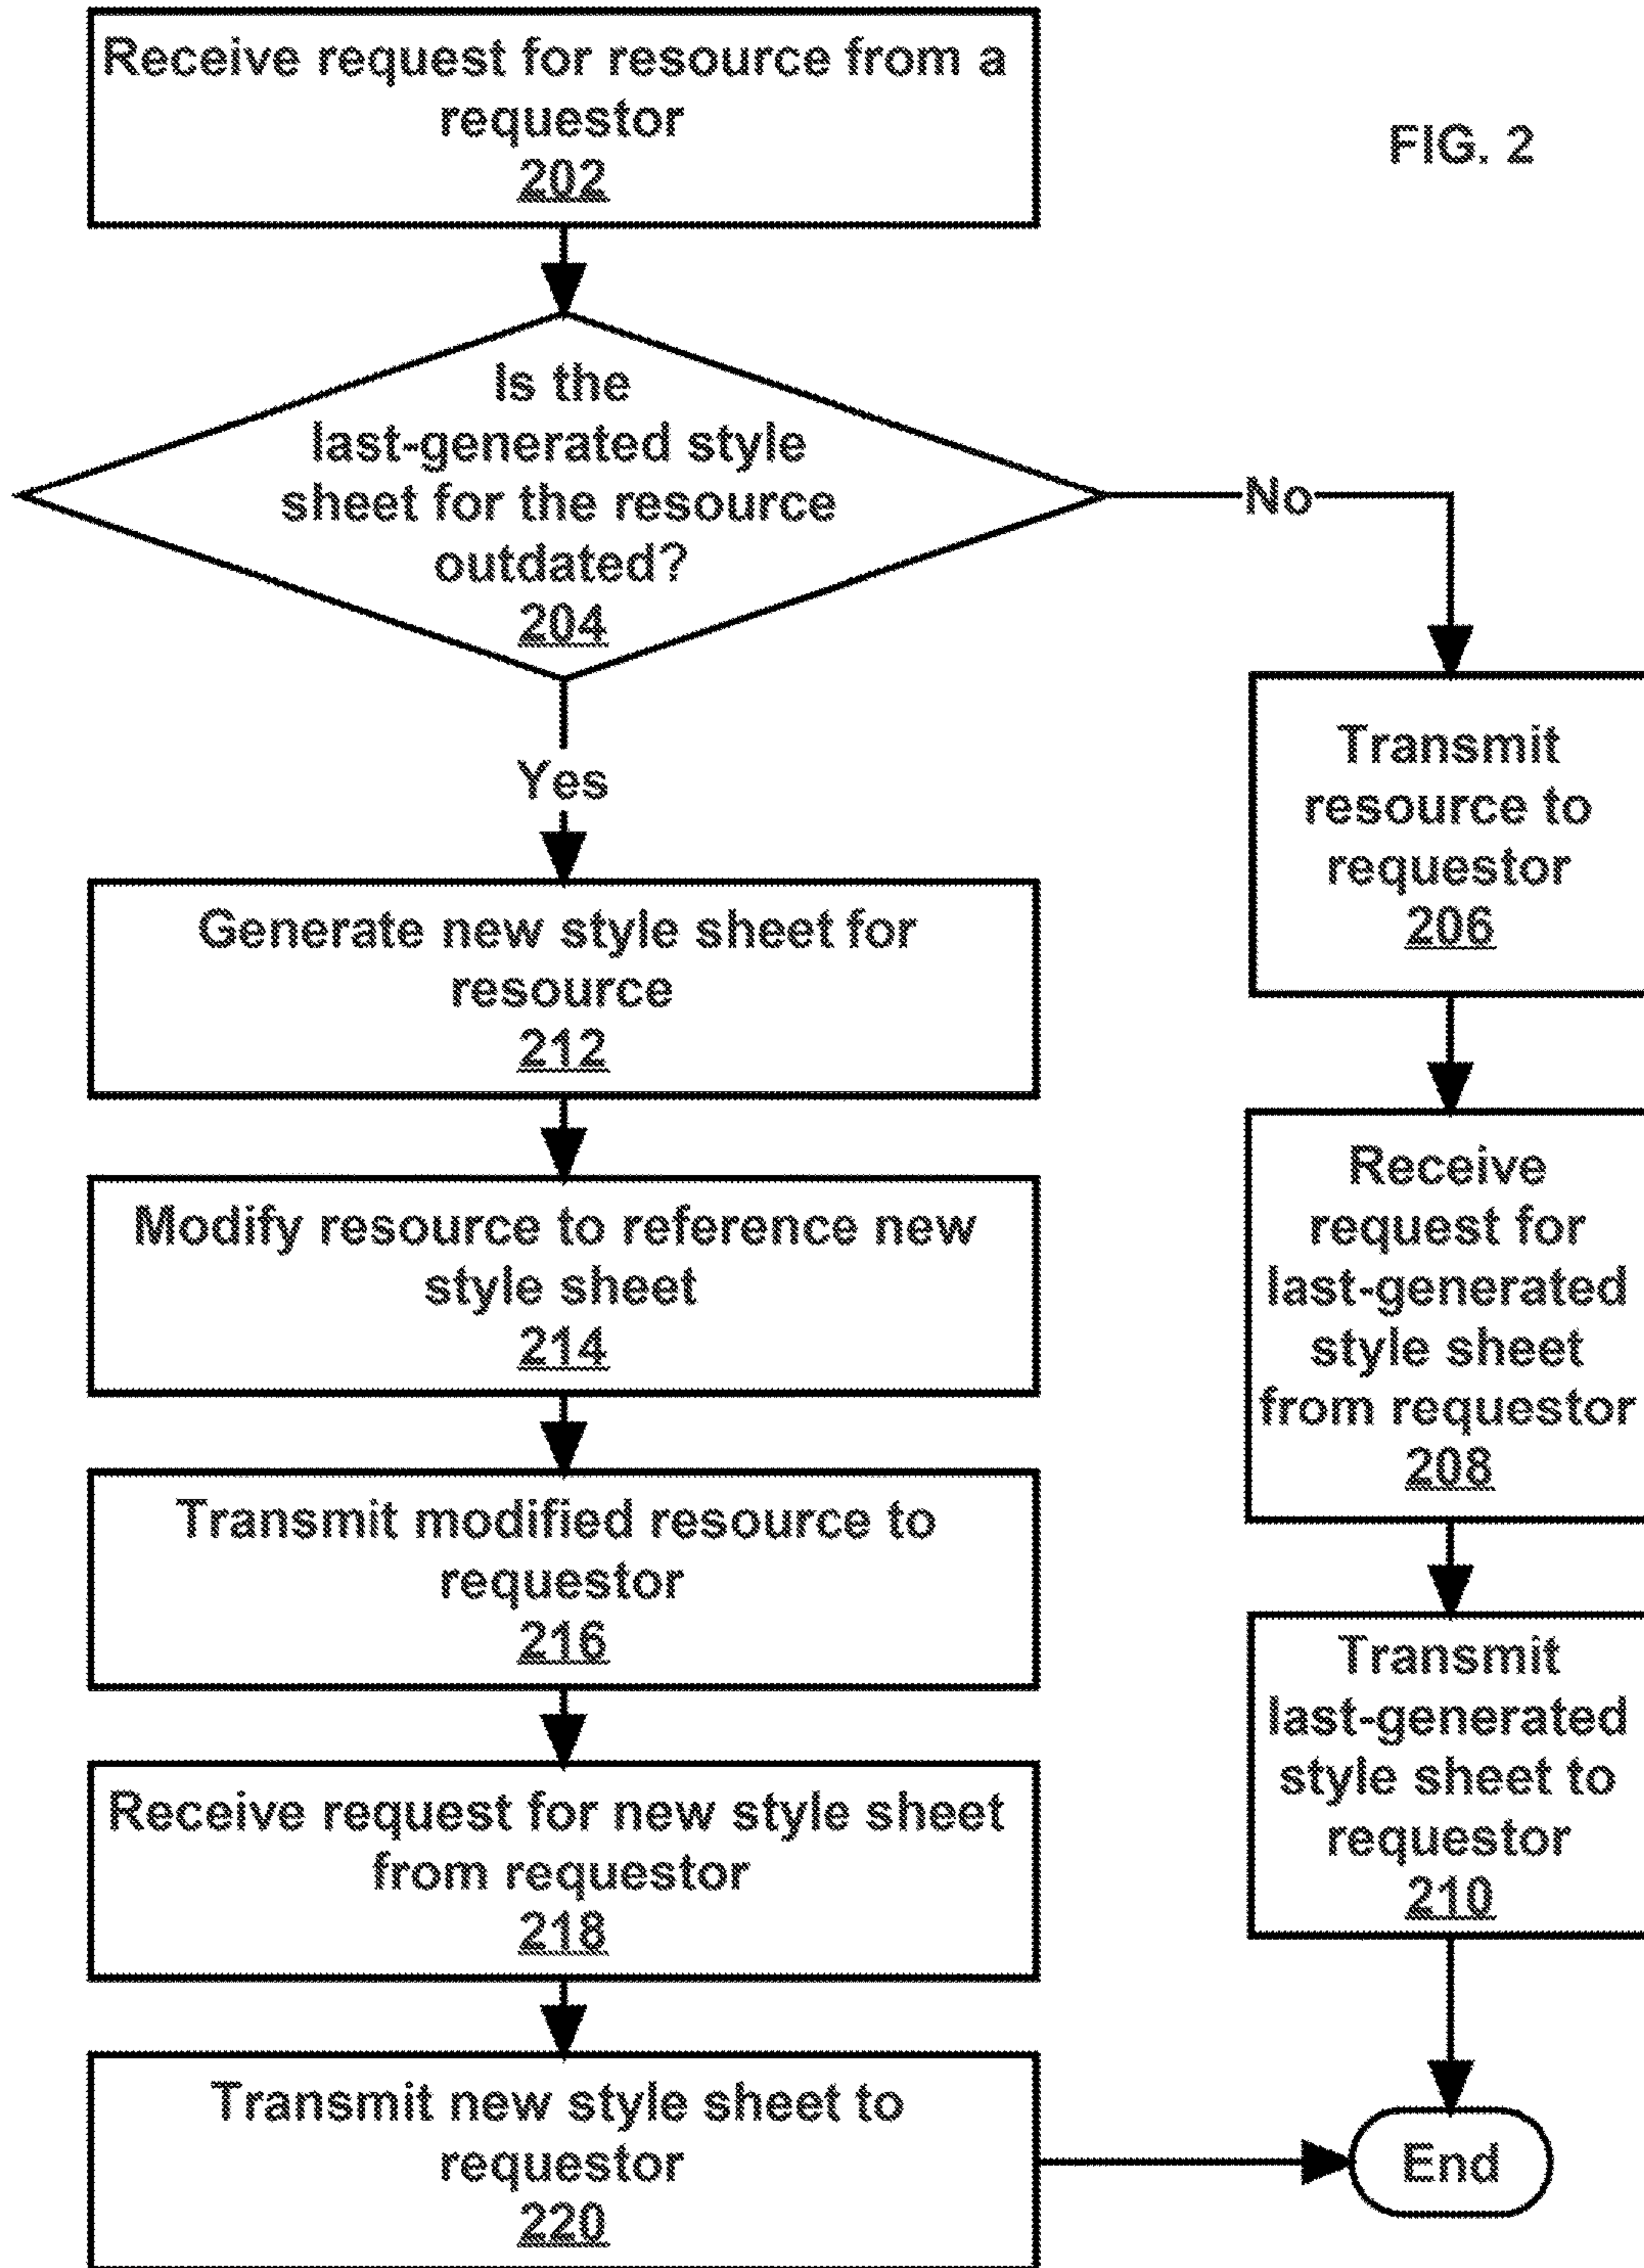 Receive request for resource from a
requestor
202
FIG. 2
Is the
last-generated style
sheet for the resource
outdated?
204
No
Yes
Transmit
resource to
requestor
206
Generate new style sheet for
resource
212
Receive
request for
last-generated
style sheet
from requestor
208
Modify resource to reference new
style sheet
214
Transmit modified resource to
requestor
216
Transmit
last-generated
style sheet to
requestor
210
Receive request for new style sheet
from requestor
218
Transmit new style sheet to
requestor
220
End